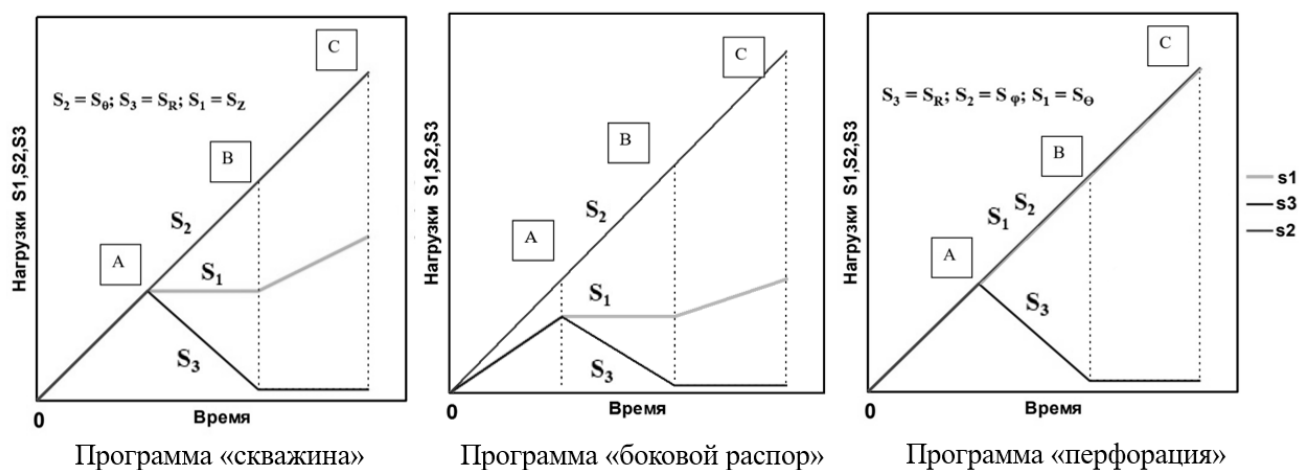 Нагрузки S1,S2,S3
S₂ = S_θ; S₃ = S_R; S₁ = S_Z
A
B
C
S₂
S₁
S₃
0
Время
Программа «скважина»
Нагрузки S1,S2,S3
A
B
C
S₂
S₁
S₃
0
Время
Программа «боковой распор»
Нагрузки S1,S2,S3
S₃ = S_R; S₂ = S_φ; S₁ = S_Θ
A
B
C
S₁ S₂
S₃
0
Время
Программа «перфорация»
s1
s3
s2